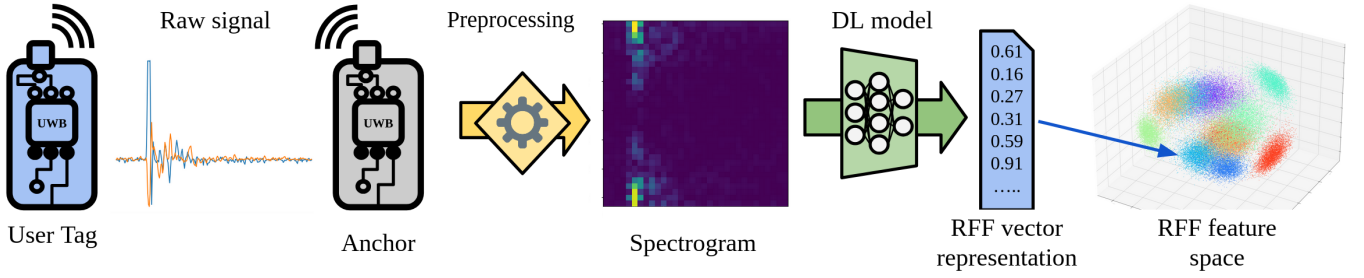 Raw signal
Preprocessing
DL model
UWB
UWB
0.61
0.16
0.27
0.31
0.59
0.91
.....
User Tag
Anchor
Spectrogram
RFF vector
representation
RFF feature
space